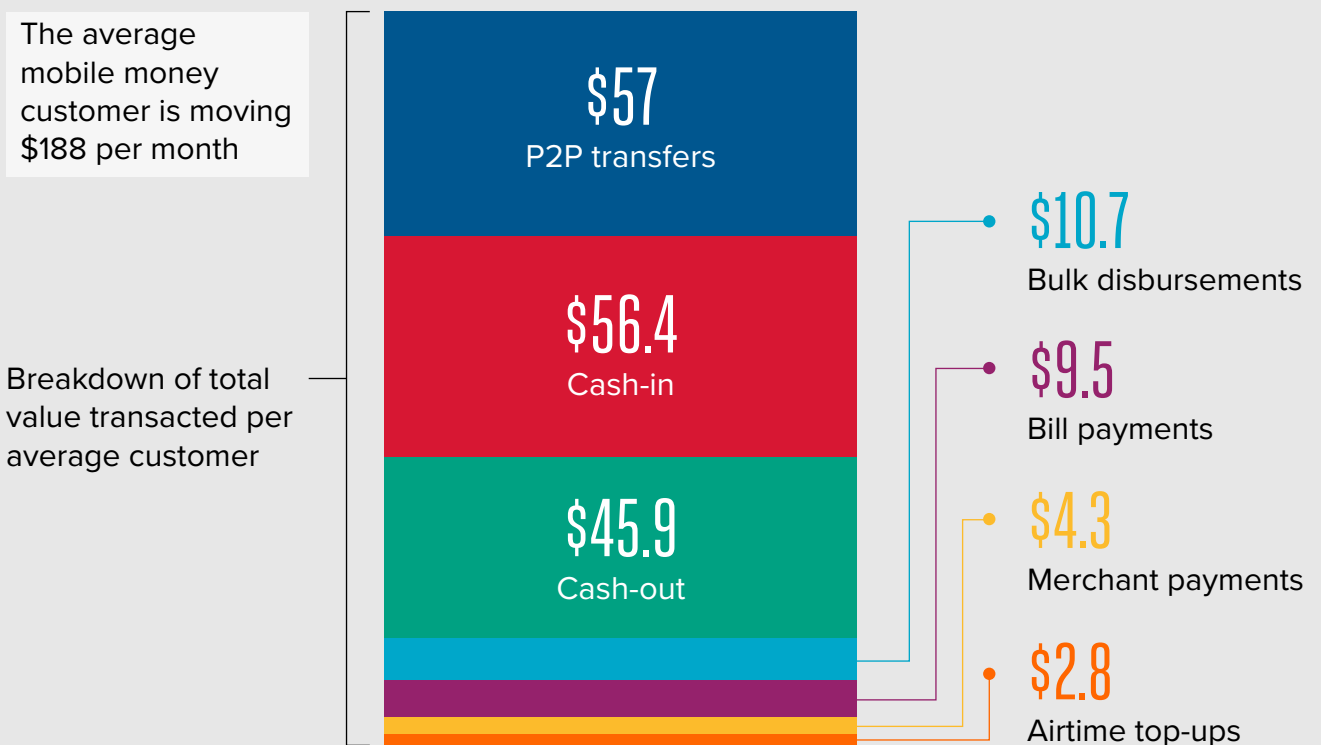 The average
mobile money
customer is moving
$188 per month
Breakdown of total
value transacted per
average customer
$57
P2P transfers
$56.4
Cash-in
$45.9
Cash-out
$10.7
Bulk disbursements
$9.5
Bill payments
$4.3
Merchant payments
$2.8
Airtime top-ups